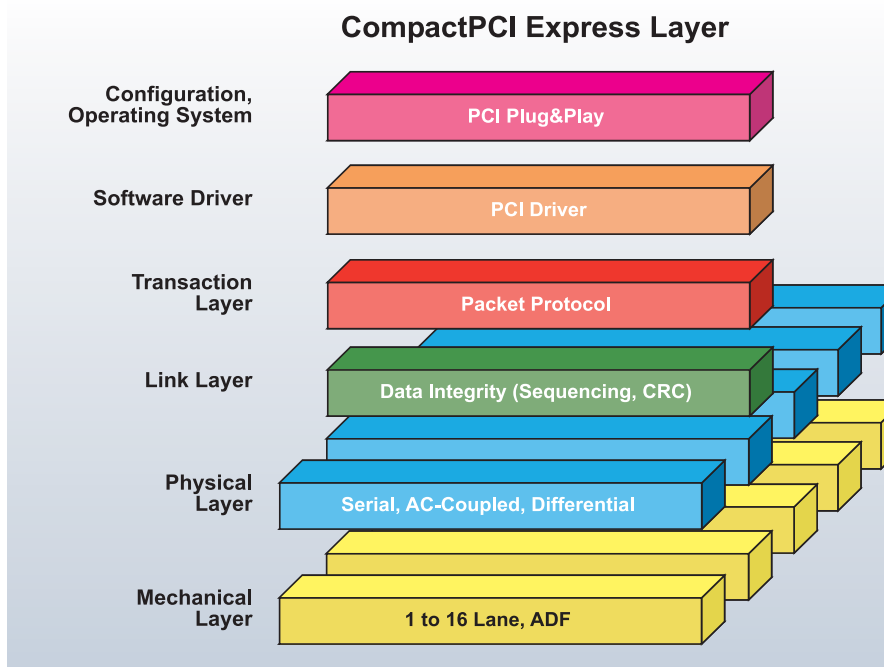 CompactPCI Express Layer
Configuration,
Operating System
PCI Plug&Play
Software Driver
PCI Driver
Transaction
Layer
Packet Protocol
Link Layer
Data Integrity (Sequencing, CRC)
Physical
Layer
Serial, AC-Coupled, Differential
Mechanical
Layer
1 to 16 Lane, ADF